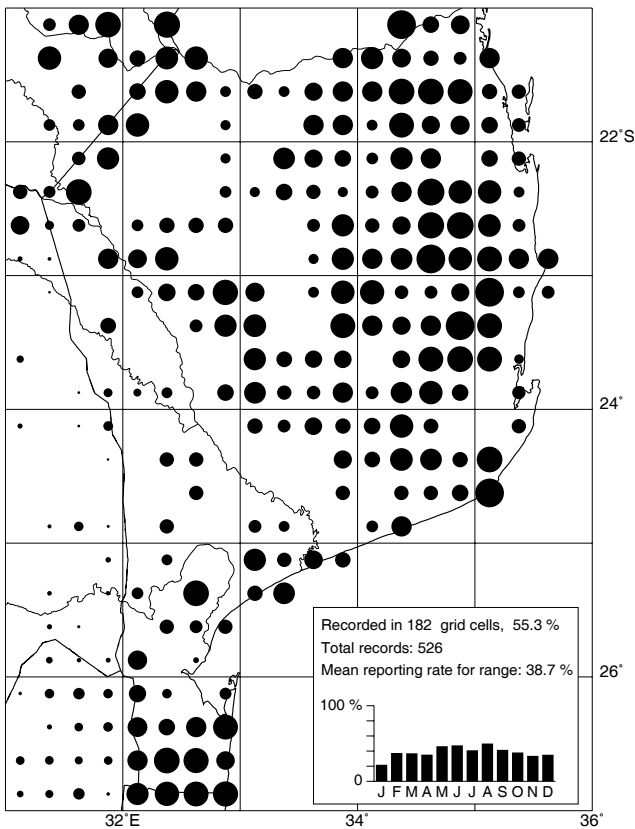 22˚S
24˚
Recorded in 182 grid cells, 55.3 %
Total records: 526
Mean reporting rate for range: 38.7 %
26˚
100 %
0
J F M A M J J A S O N D
32˚E 34˚ 36˚